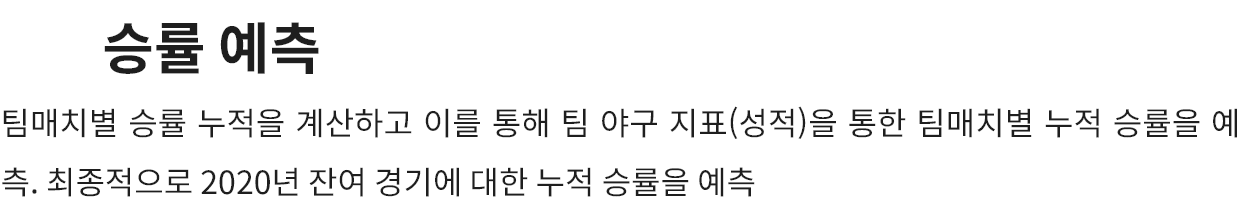 승률 예측
팀매치별 승률 누적을 계산하고 이를 통해 팀 야구 지표(성적)을 통한 팀매치별 누적 승률을 예
측. 최종적으로 2020년 잔여 경기에 대한 누적 승률을 예측